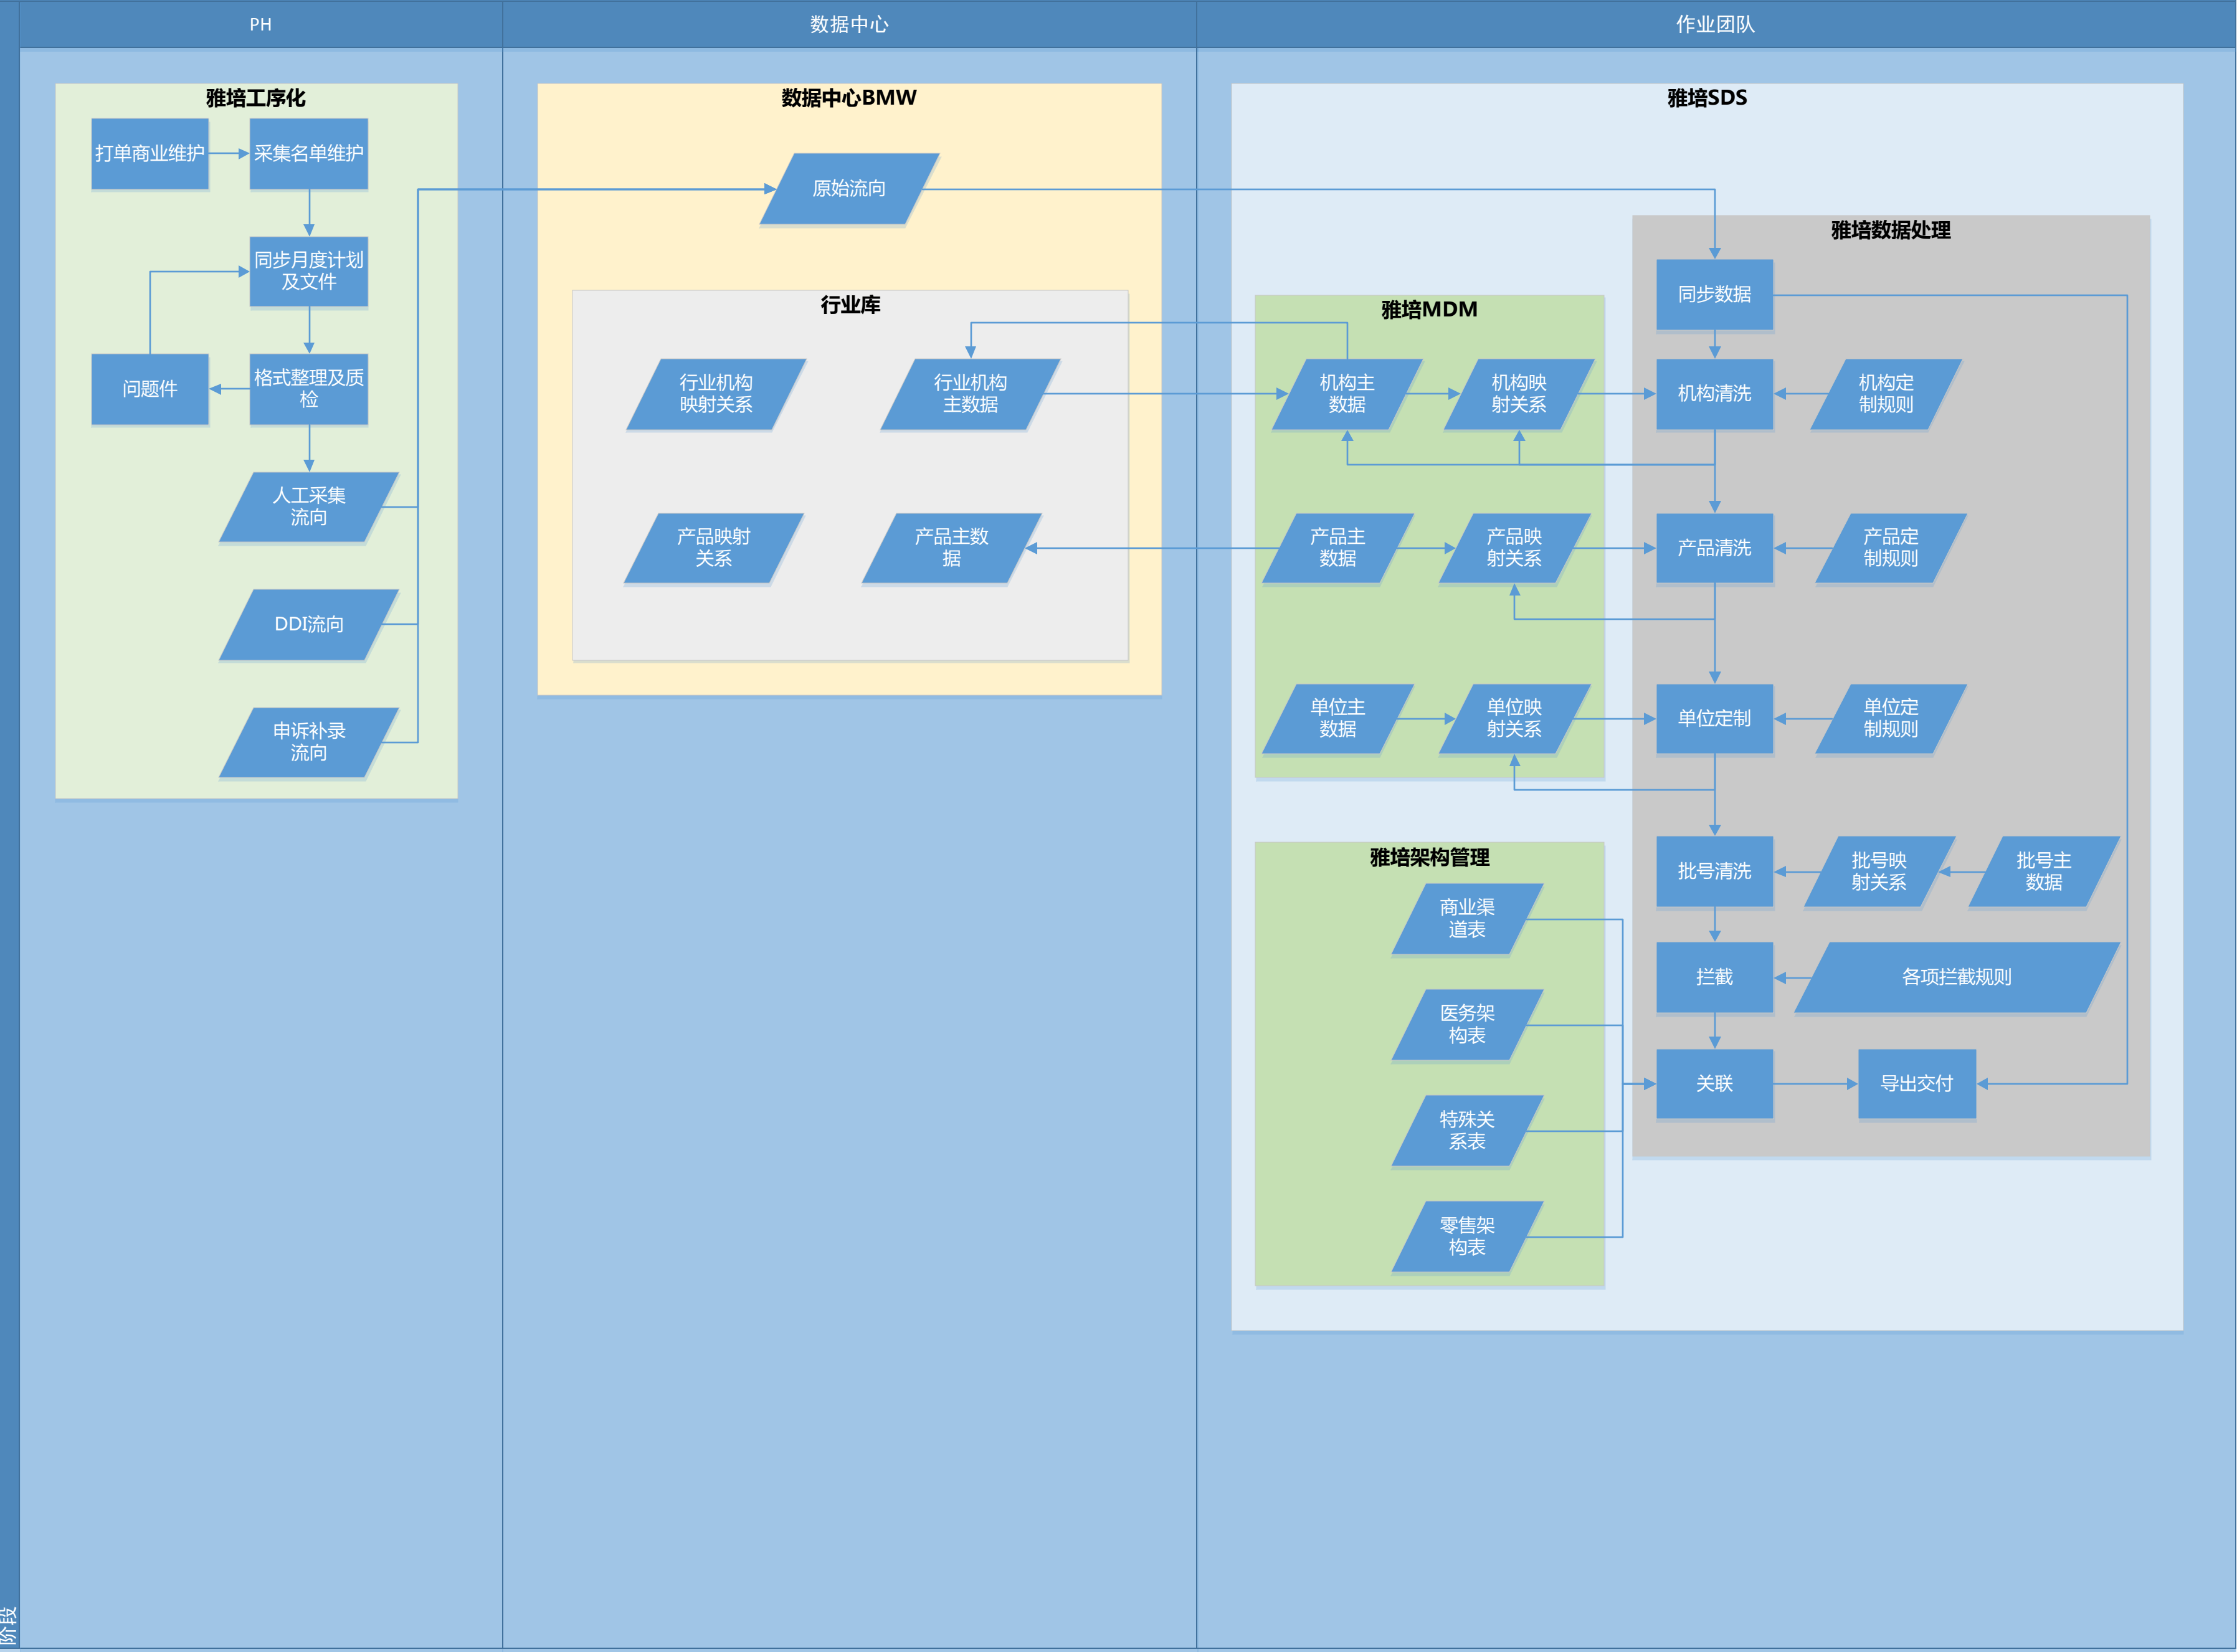 PH
数据中心
作业团队
雅培工序化
打单商业维护
采集名单维护
同步月度计划
及文件
问题件
格式整理及质
检
人工采集
流向
DDI流向
申诉补录
流向
数据中心BMW
原始流向
行业库
行业机构
映射关系
行业机构
主数据
产品映射
关系
产品主数
据
雅培SDS
雅培MDM
机构主
数据
机构映
射关系
产品主
数据
产品映
射关系
单位主
数据
单位映
射关系
雅培架构管理
商业渠
道表
医务架
构表
特殊关
系表
零售架
构表
雅培数据处理
同步数据
机构清洗
机构定
制规则
产品清洗
产品定
制规则
单位定制
单位定
制规则
批号清洗
批号映
射关系
批号主
数据
拦截
各项拦截规则
关联
导出交付
阶段